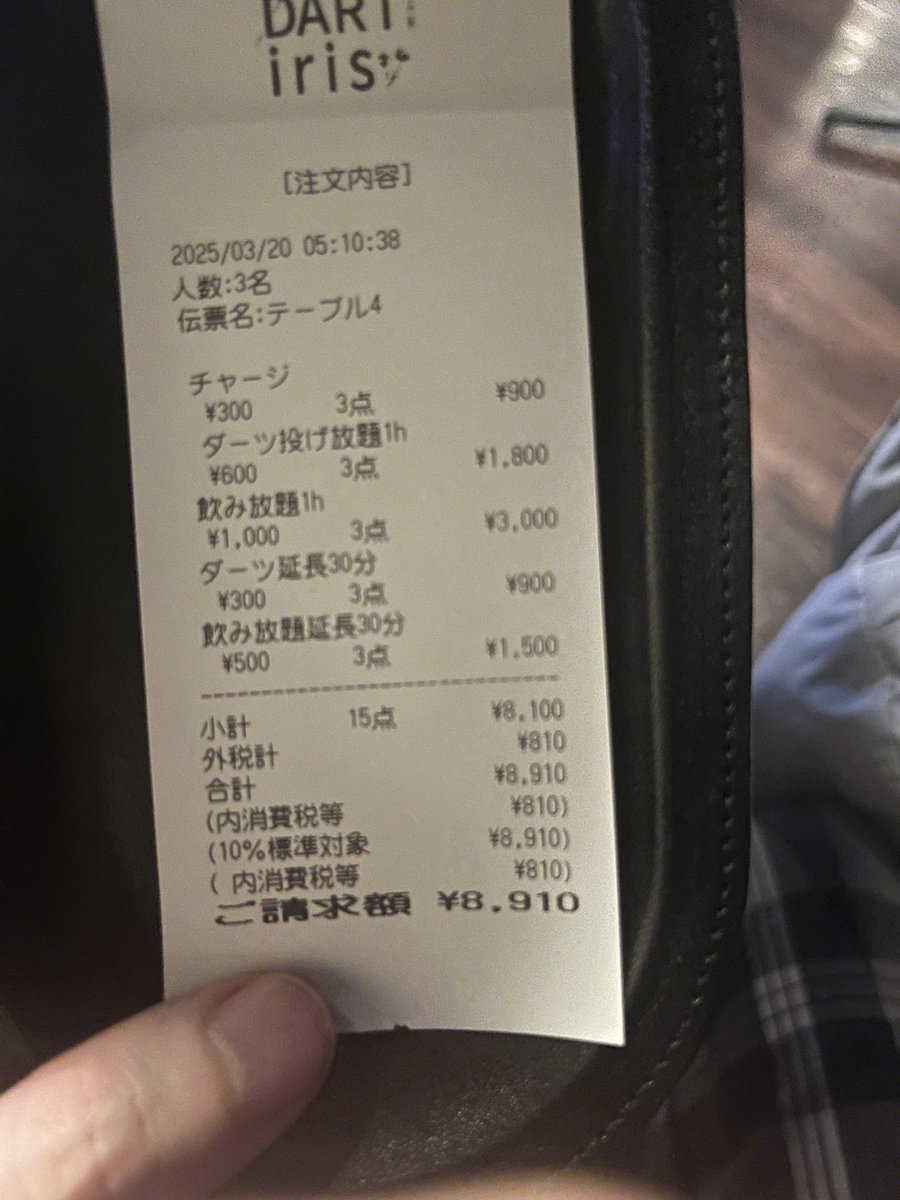 DART
iris
[注文内容]
2025/03/20 05:10:38
人数:3名
伝票名:テーブル4
チャージ
¥300 3点 ¥900
ダーツ投げ放題1h
¥600 3点 ¥1,800
飲み放題1h
¥1,000 3点 ¥3,000
ダーツ延長30分
¥300 3点 ¥900
飲み放題延長30分
¥500 3点 ¥1,500
小計 15点 ¥8,100
外税計 ¥810
合計 ¥8,910
(内消費税等 ¥810)
(10%標準対象 ¥8,910)
( 内消費税等 ¥810)
ご請求額 ¥8,910